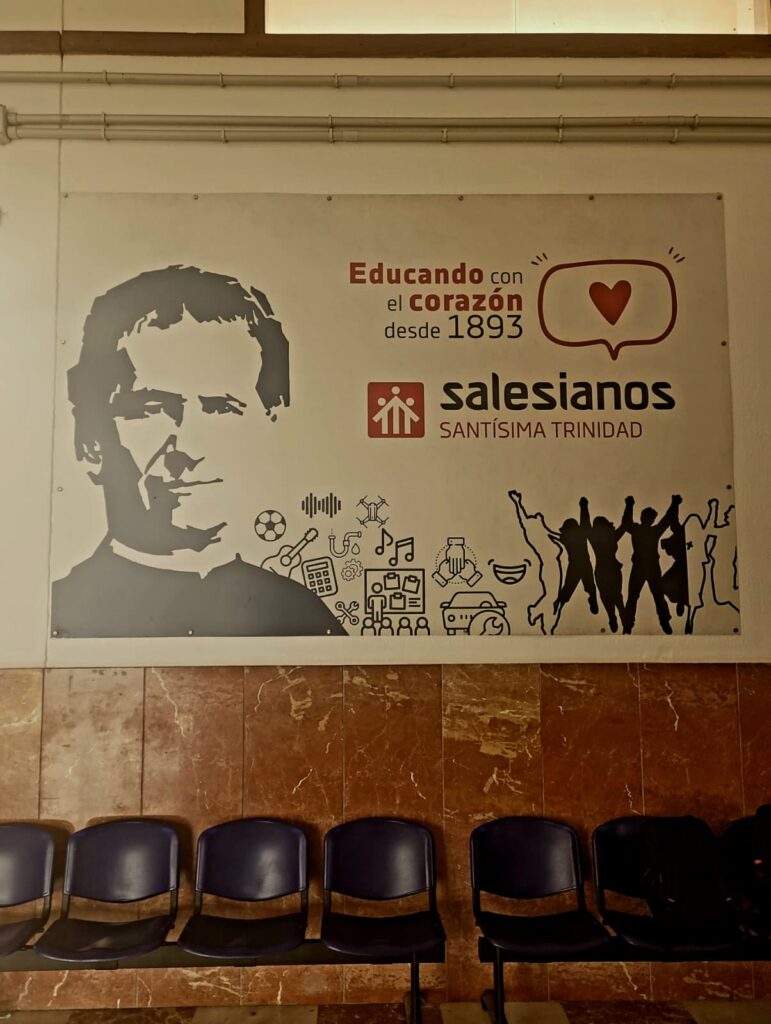 Educando con
el corazón
desde 1893
salesianos
SANTÍSIMA TRINIDAD